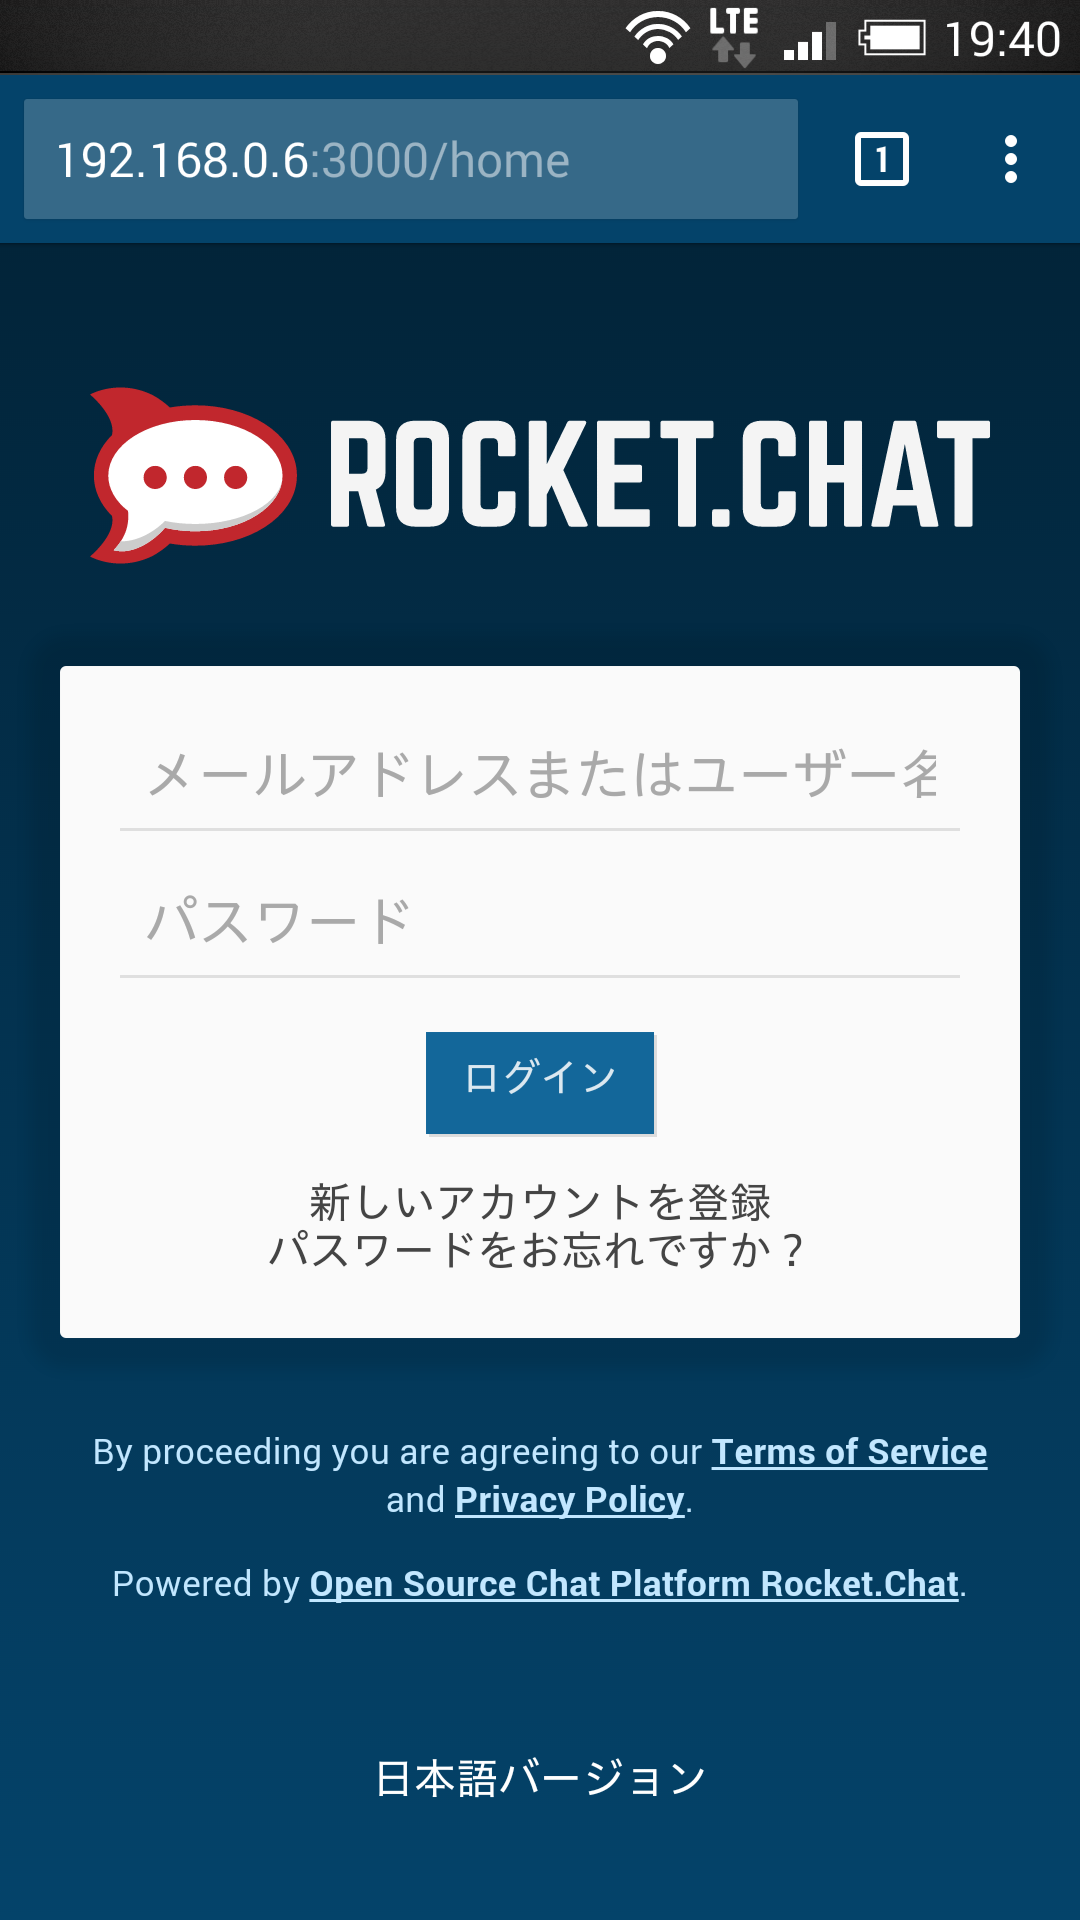 LTE 19:40
192.168.0.6:3000/home 1
ROCKET.CHAT
メールアドレスまたはユーザー名
パスワード
ログイン
新しいアカウントを登録
パスワードをお忘れですか？
By proceeding you are agreeing to our Terms of Service
and Privacy Policy.
Powered by Open Source Chat Platform Rocket.Chat.
日本語バージョン